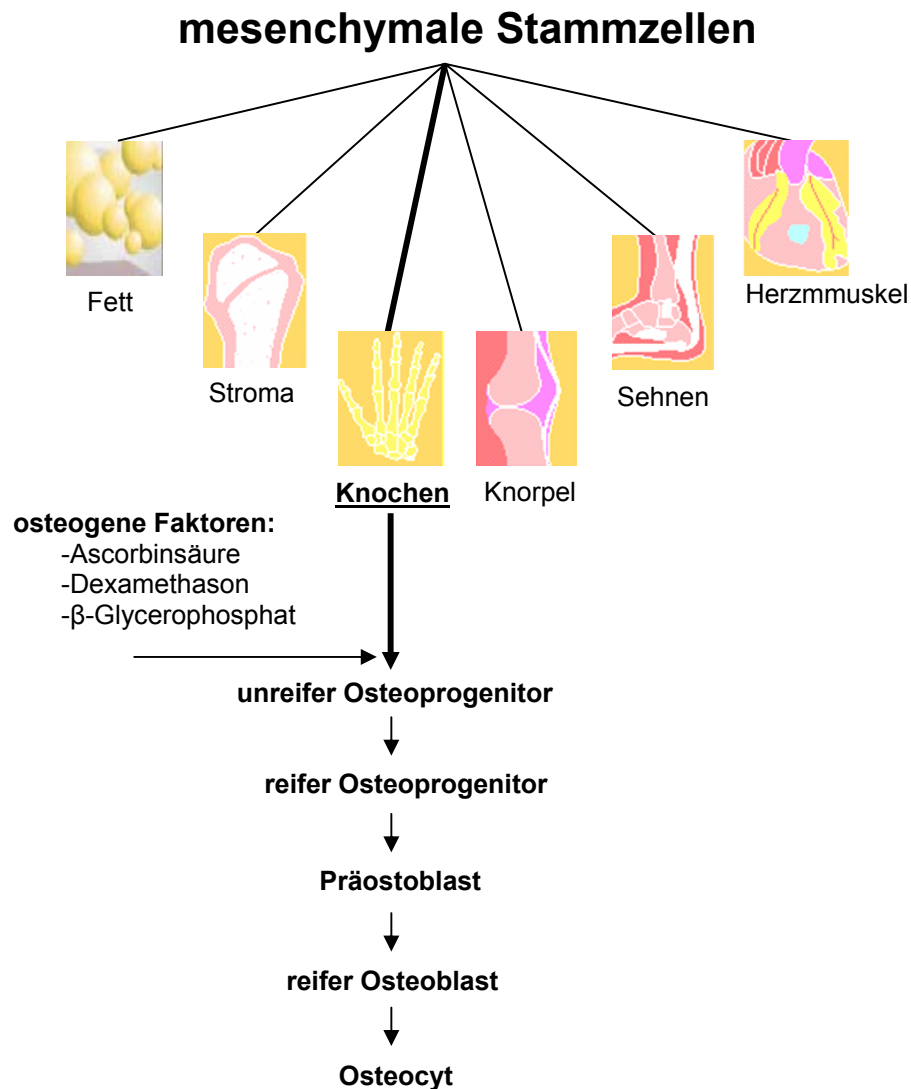 mesenchymale Stammzellen
Fett
Stroma
Knochen
Knorpel
Sehnen
Herzmmuskel
osteogene Faktoren:
-Ascorbinsäure
-Dexamethason
-β-Glycerophosphat
unreifer Osteoprogenitor
reifer Osteoprogenitor
Präostoblast
reifer Osteoblast
Osteocyt